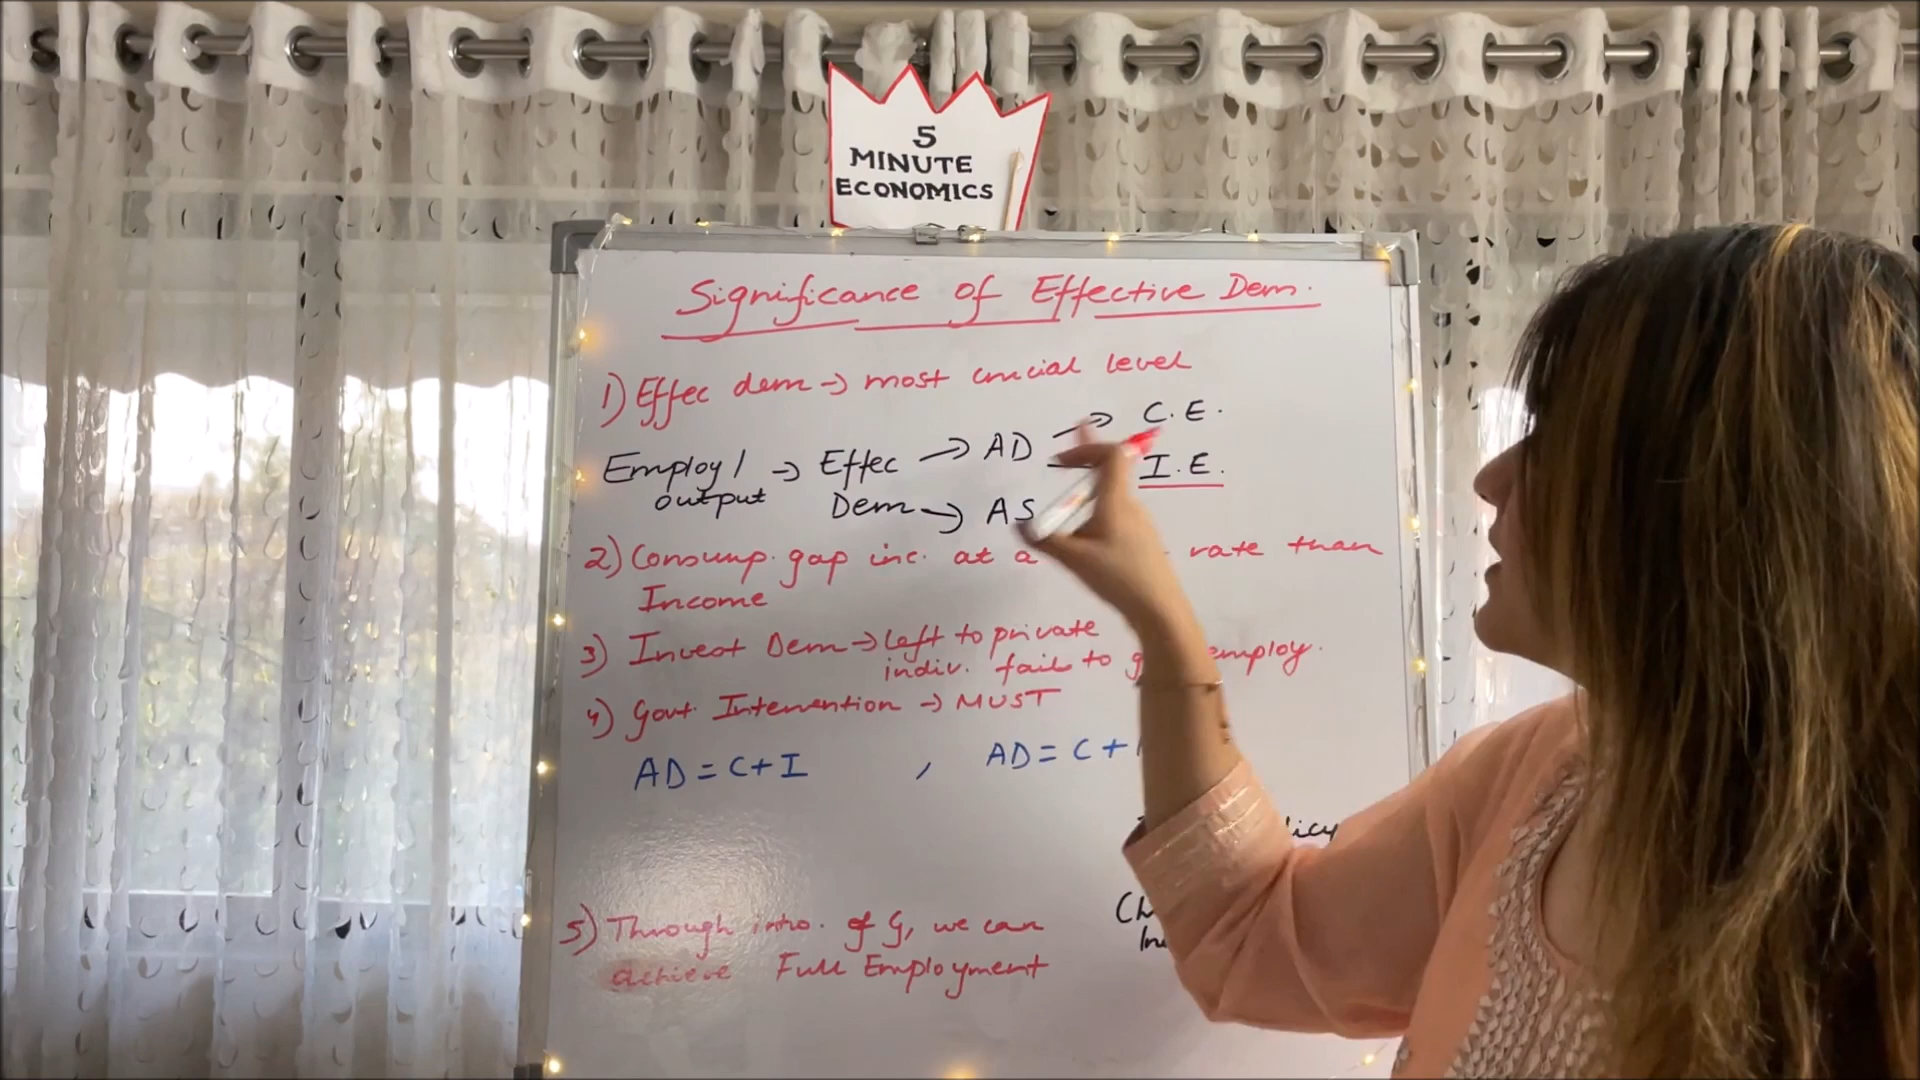 5
MINUTE
ECONOMICS
Significance of Effective Dem.
1) Effec dem → most crucial level
Employ/ → Effec → AD → C.E.
output Dem → AS I.E.
2) Consump. gap inc. at a rate than
Income
3) Invest Dem → left to private
indiv. fail to employ.
4) Govt. Intervention → MUST
AD = C+I , AD = C +
5) Through intro. of G, we can
achieve Full Employment